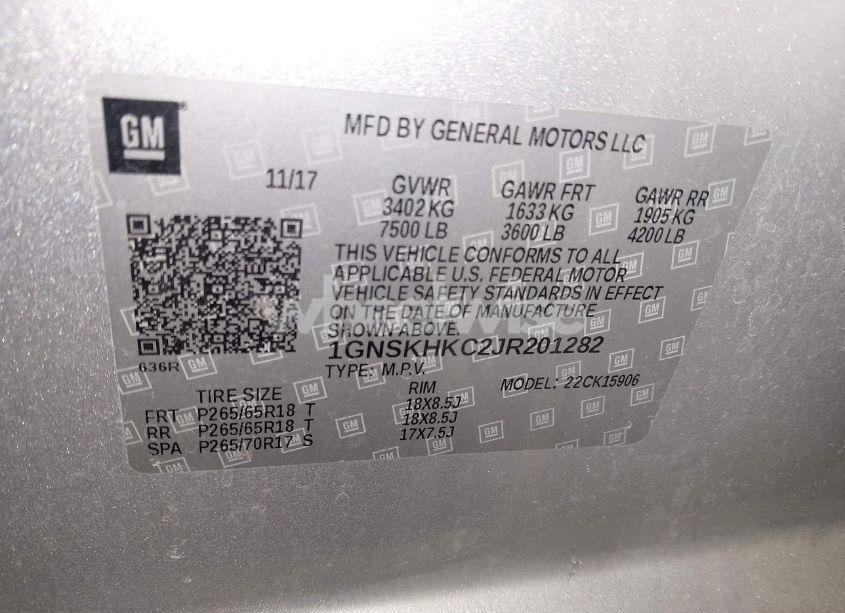 GM
MFD BY GENERAL MOTORS LLC
11/17 GVWR GAWR FRT GAWR RR
3402 KG 1633 KG 1905 KG
7500 LB 3600 LB 4200 LB
THIS VEHICLE CONFORMS TO ALL
APPLICABLE U.S. FEDERAL MOTOR
VEHICLE SAFETY STANDARDS IN EFFECT
ON THE DATE OF MANUFACTURE
SHOWN ABOVE.
1GNSKHKC2JR201282
636R
TYPE: M.P.V. MODEL: 22CK15906
TIRE SIZE RIM
FRT P265/65R18 T 18X8.5J
RR P265/65R18 T 18X8.5J
SPA P265/70R17 S 17X7.5J